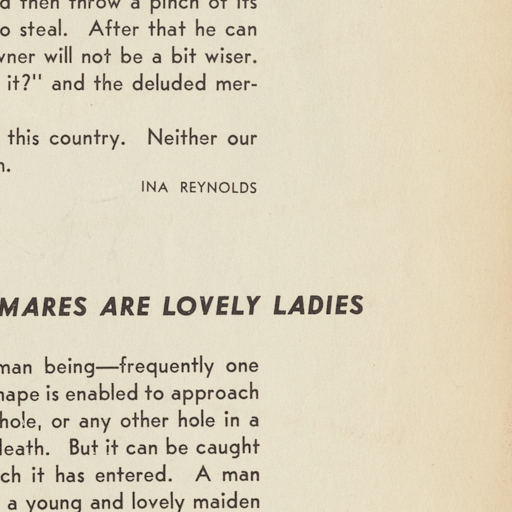 then throw a pinch of its
o steal. After that he can
wner will not be a bit wiser.
it?" and the deluded mer-
this country. Neither our
n.
INA REYNOLDS
MARES ARE LOVELY LADIES
man being—frequently one
hape is enabled to approach
hole, or any other hole in a
death. But it can be caught
ch it has entered. A man
a young and lovely maiden